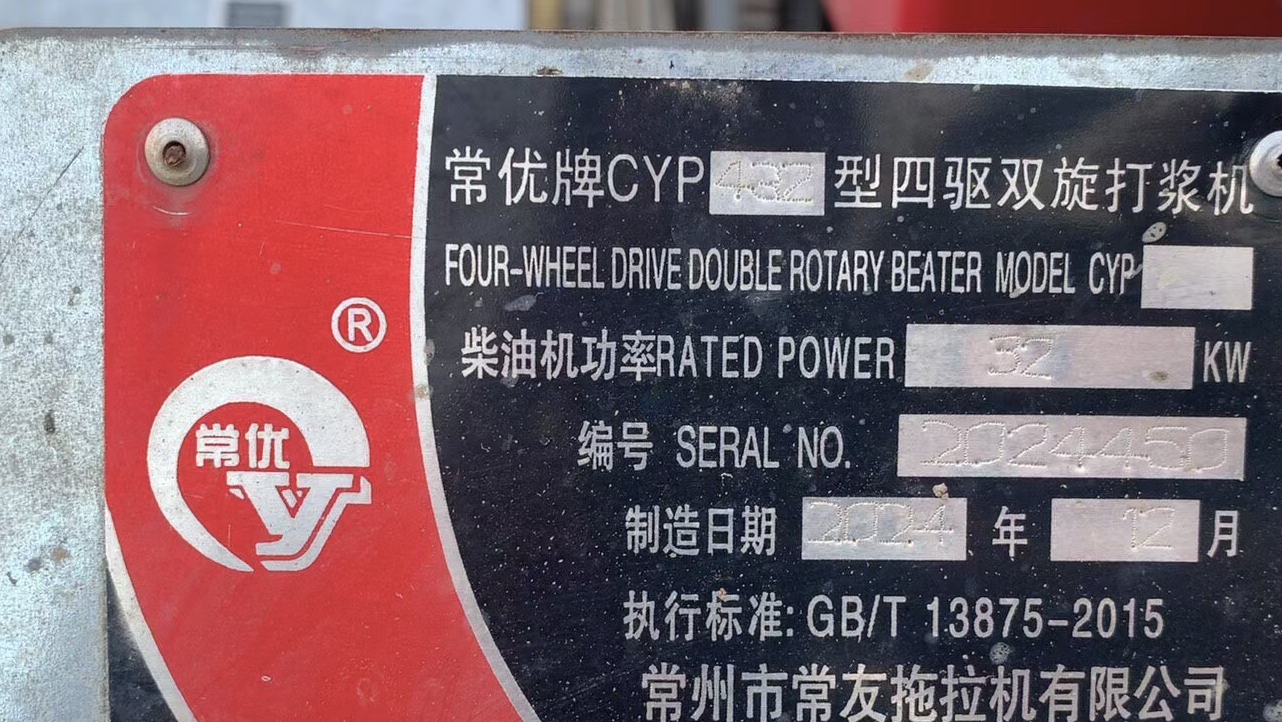 常优牌CYP 432 型四驱双旋打浆机
FOUR-WHEEL DRIVE DOUBLE ROTARY BEATER MODEL CYP
柴油机功率RATED POWER 32 KW
®
常优
编号 SERAL NO. 2024450
制造日期 2024 年 12 月
执行标准: GB/T 13875-2015
常州市常友拖拉机有限公司